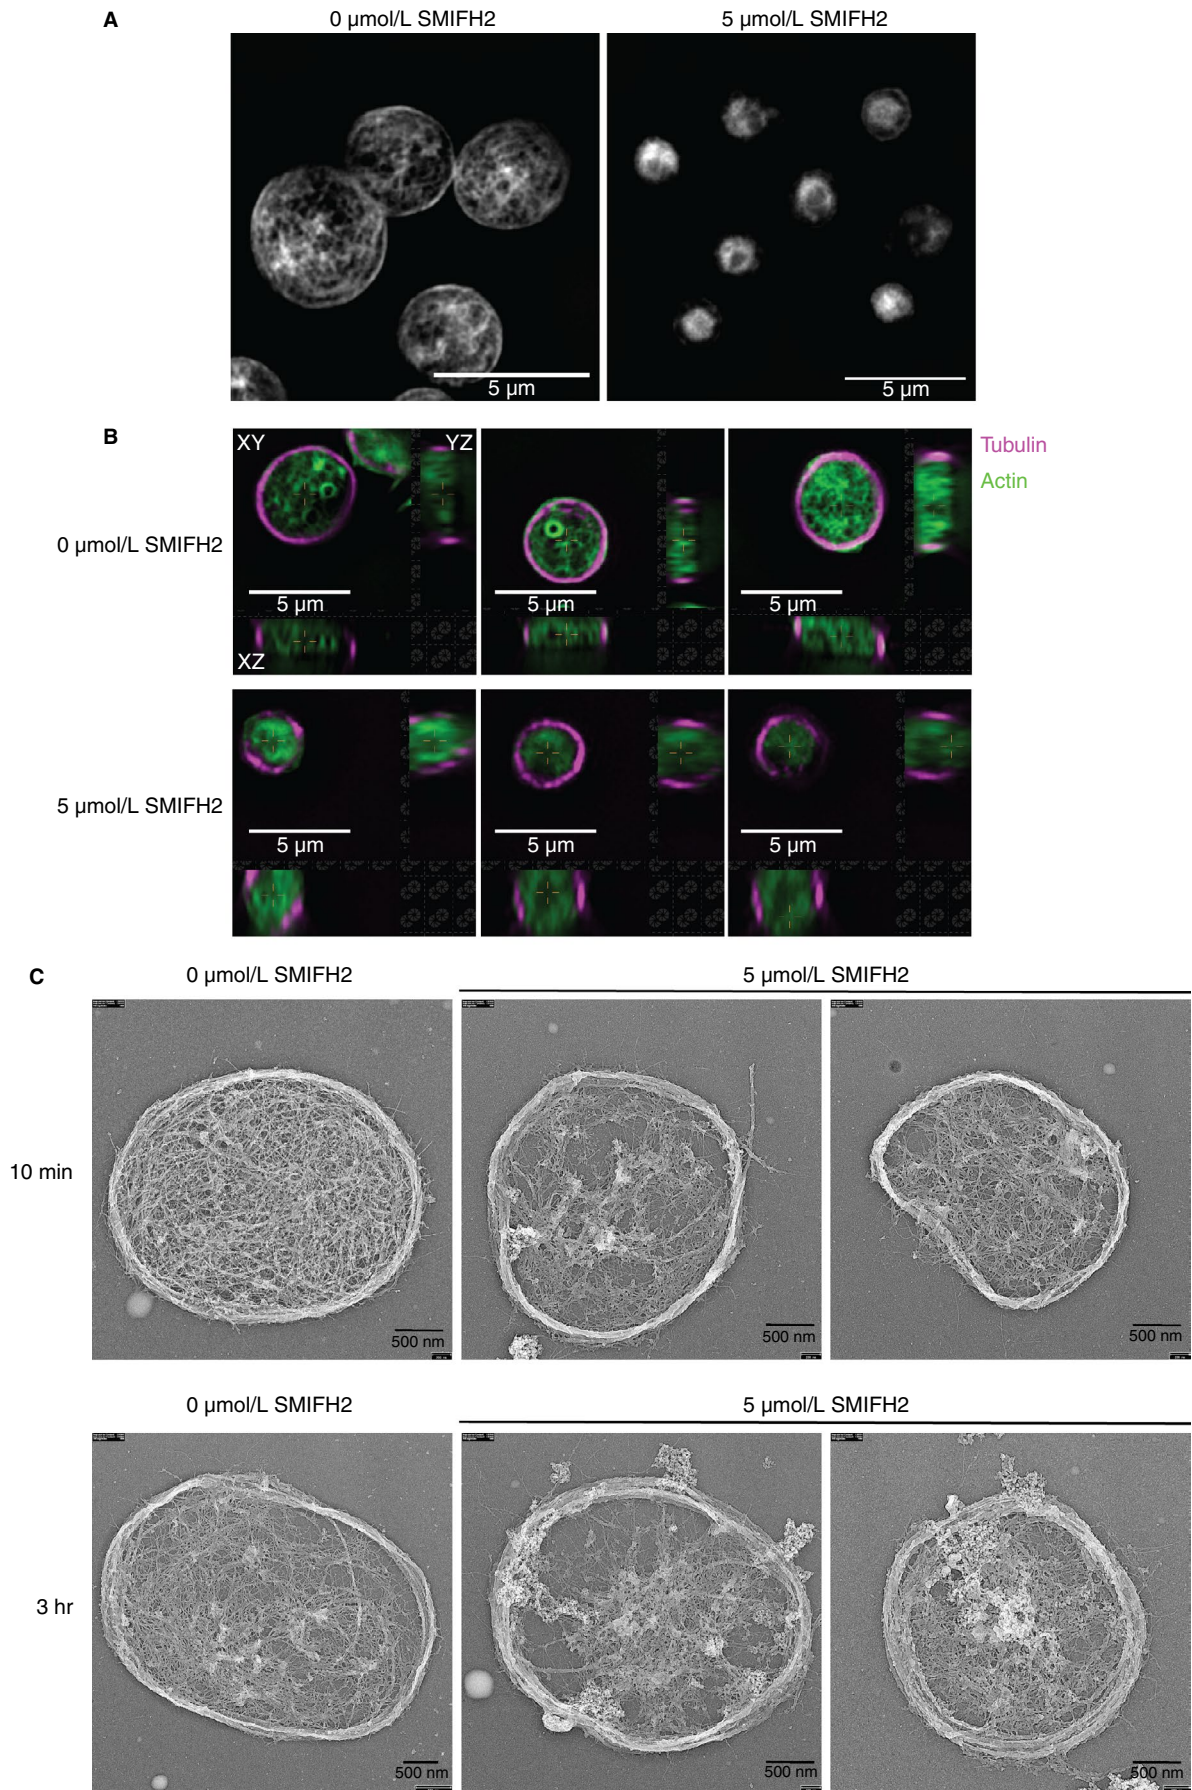 A
0 µmol/L SMIFH2
5 µmol/L SMIFH2
5 µm
5 µm
B
XY
YZ
Tubulin
Actin
0 µmol/L SMIFH2
5 µm
5 µm
5 µm
XZ
5 µmol/L SMIFH2
5 µm
5 µm
5 µm
C
0 µmol/L SMIFH2
5 µmol/L SMIFH2
10 min
500 nm
500 nm
500 nm
0 µmol/L SMIFH2
5 µmol/L SMIFH2
3 hr
500 nm
500 nm
500 nm